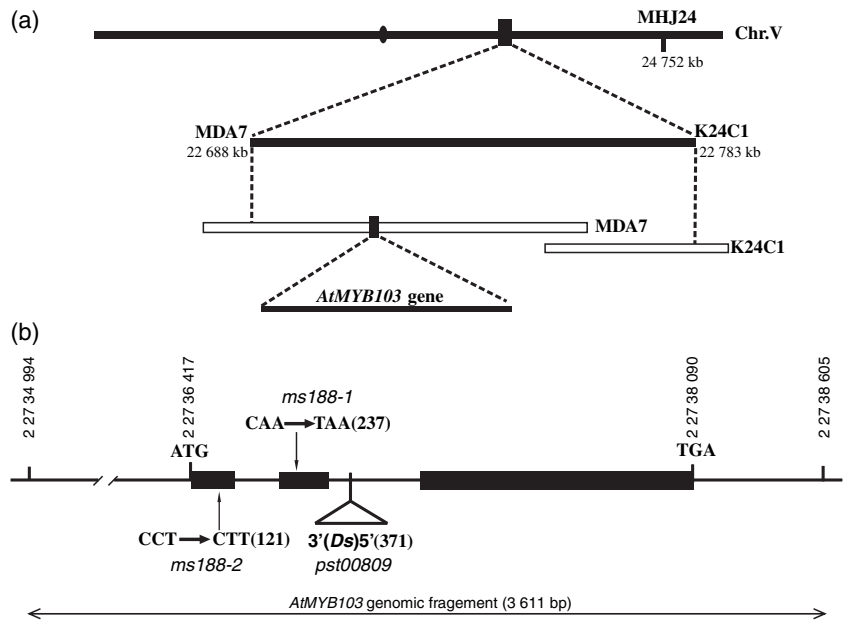 (a)
MHJ24
Chr.V
24 752 kb
MDA7
K24C1
22 688 kb
22 783 kb
MDA7
K24C1
AtMYB103 gene
(b)
2 27 34 994
2 27 36 417
2 27 38 090
2 27 38 605
ms188-1
CAA TAA(237)
ATG
TGA
CCT CTT(121)
ms188-2
3'(Ds)5'(371)
pst00809
AtMYB103 genomic fragement (3 611 bp)